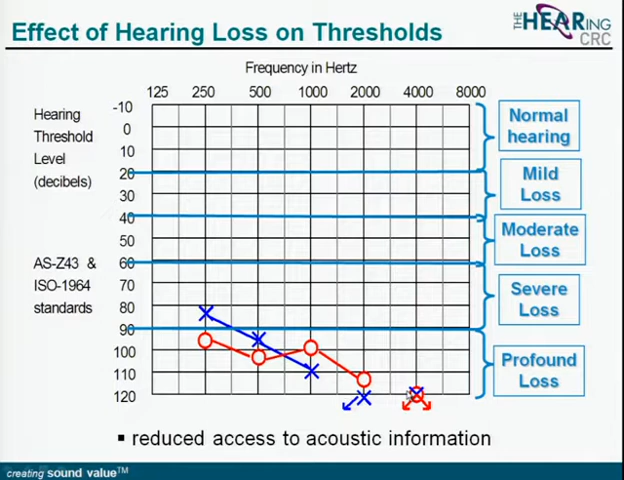 Effect of Hearing Loss on Thresholds
THE HEARing
CRC
Frequency in Hertz
125 250 500 1000 2000 4000 8000
Hearing
Threshold
Level
(decibels)
AS-Z43 &
ISO-1964
standards
-10
0
10
20
30
40
50
60
70
80
90
100
110
120
Normal
hearing
Mild
Loss
Moderate
Loss
Severe
Loss
Profound
Loss
▪ reduced access to acoustic information
creating sound value™